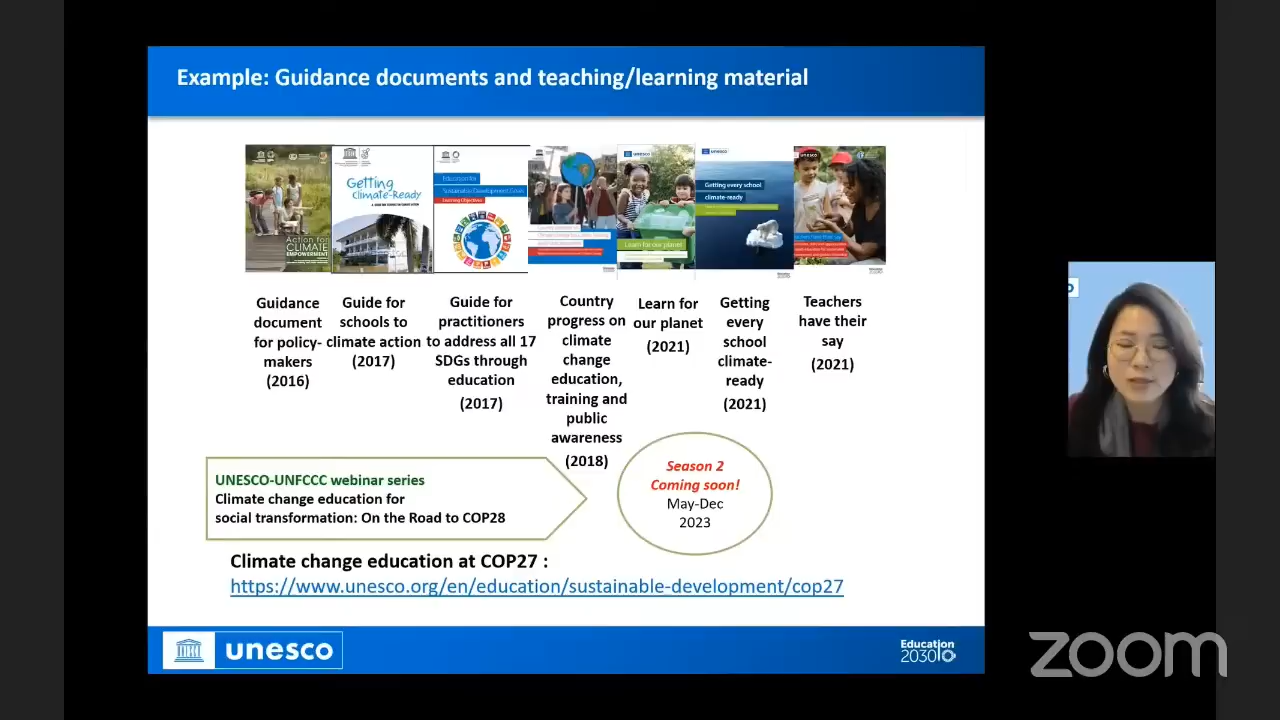 Example: Guidance documents and teaching/learning material
Action for
CLIMATE
EMPOWERMENT
Getting
Climate-Ready
Education for
Sustainable Development Goals
Learning Objectives
unesco
Learn for our planet
unesco
Getting every school
climate-ready
unesco
Guidance
document
for policy-
makers
(2016)
Guide for
schools to
climate action
(2017)
Guide for
practitioners
to address all 17
SDGs through
education
(2017)
Country
progress on
climate
change
education,
training and
public
awareness
(2018)
Learn for
our planet
(2021)
Getting
every
school
climate-
ready
(2021)
Teachers
have their
say
(2021)
UNESCO-UNFCCC webinar series
Climate change education for
social transformation: On the Road to COP28
Season 2
Coming soon!
May-Dec
2023
Climate change education at COP27 :
https://www.unesco.org/en/education/sustainable-development/cop27
unesco
Education
2030
zoom